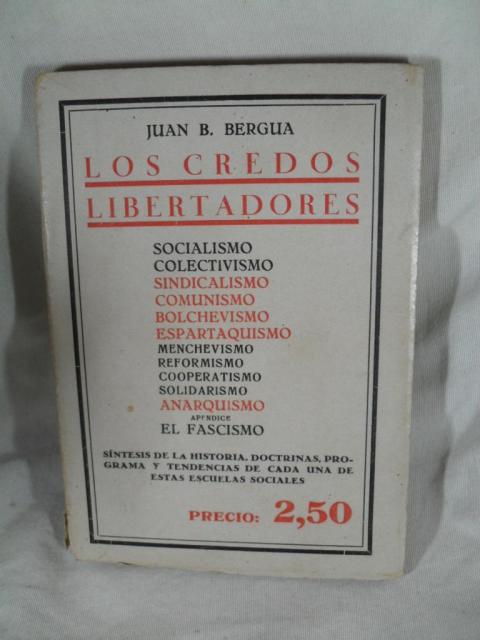 JUAN B. BERGUA
LOS CREDOS
LIBERTADORES
SOCIALISMO
COLECTIVISMO
SINDICALISMO
COMUNISMO
BOLCHEVISMO
ESPARTAQUISMO
MENCHEVISMO
REFORMISMO
COOPERATISMO
SOLIDARISMO
ANARQUISMO
APENDICE
EL FASCISMO
SÍNTESIS DE LA HISTORIA, DOCTRINAS, PRO-
GRAMA Y TENDENCIAS DE CADA UNA DE
ESTAS ESCUELAS SOCIALES
PRECIO: 2,50